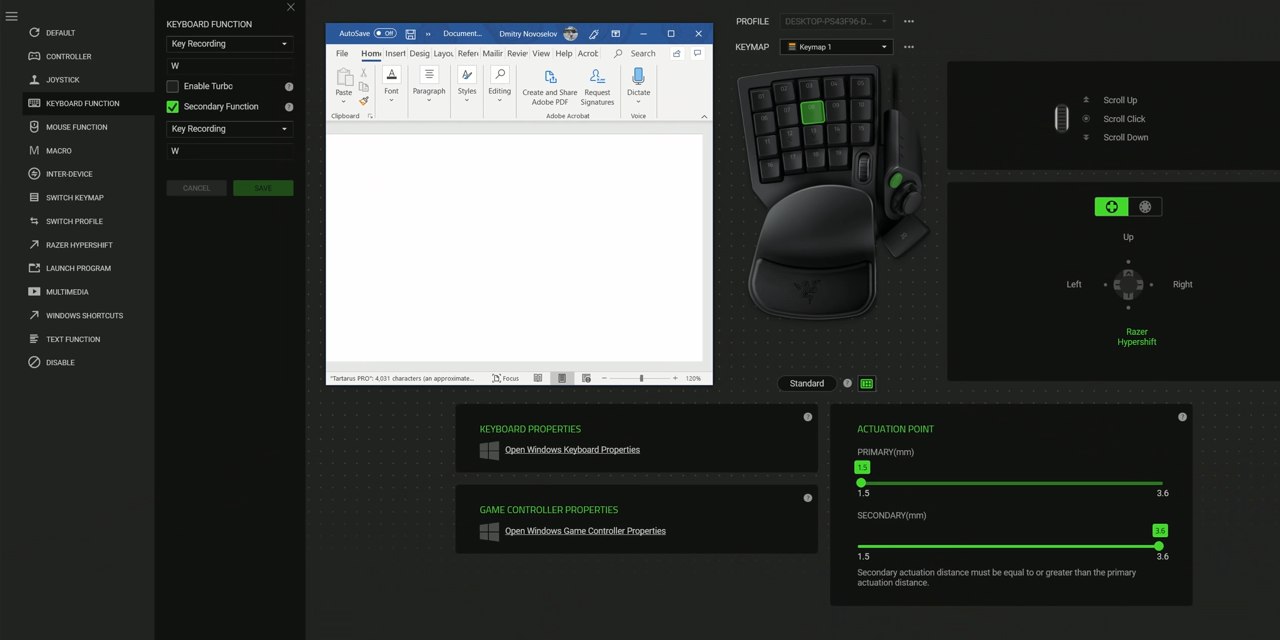 DEFAULT
CONTROLLER
JOYSTICK
KEYBOARD FUNCTION
MOUSE FUNCTION
MACRO
INTER-DEVICE
SWITCH KEYMAP
SWITCH PROFILE
RAZER HYPERSHIFT
LAUNCH PROGRAM
MULTIMEDIA
WINDOWS SHORTCUTS
TEXT FUNCTION
DISABLE
KEYBOARD FUNCTION
Key Recording
W
Enable Turbo
Secondary Function
Key Recording
W
CANCEL SAVE
AutoSave Off Document... Dmitry Novoselov
File Home Insert Desig Layou Refer Mailin Review View Help Acrob Search
Paste Font Paragraph Styles Editing Create and Share Adobe PDF Request Signatures Dictate
Clipboard Adobe Acrobat Voice
"Tartarus PRO": 4,031 characters (an approximate... Focus 120%
PROFILE DESKTOP-PS43F96-D...
KEYMAP Keymap 1
Standard
Scroll Up
Scroll Click
Scroll Down
Up
Left Right
Razer
Hypershift
KEYBOARD PROPERTIES
Open Windows Keyboard Properties
GAME CONTROLLER PROPERTIES
Open Windows Game Controller Properties
ACTUATION POINT
PRIMARY(mm)
1.5
1.5 3.6
SECONDARY(mm)
3.6
1.5 3.6
Secondary actuation distance must be equal to or greater than the primary
actuation distance.